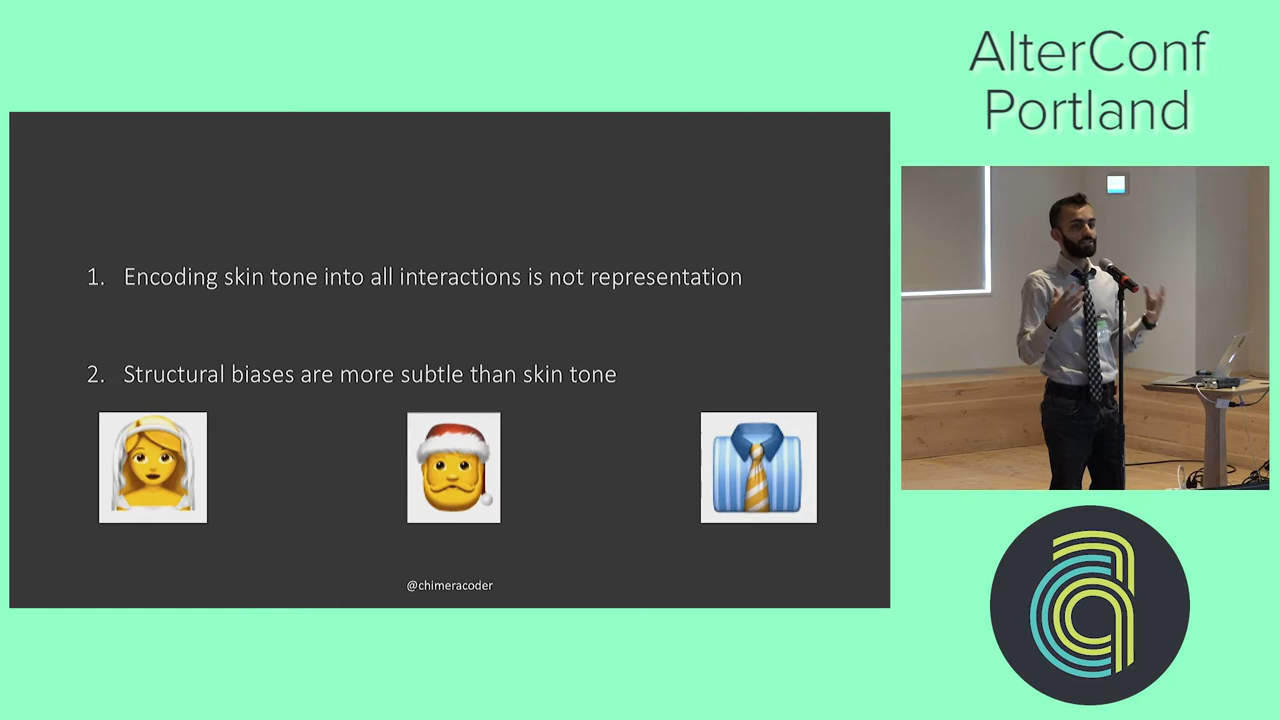 AlterConf
Portland
1. Encoding skin tone into all interactions is not representation
2. Structural biases are more subtle than skin tone
@chimeracoder